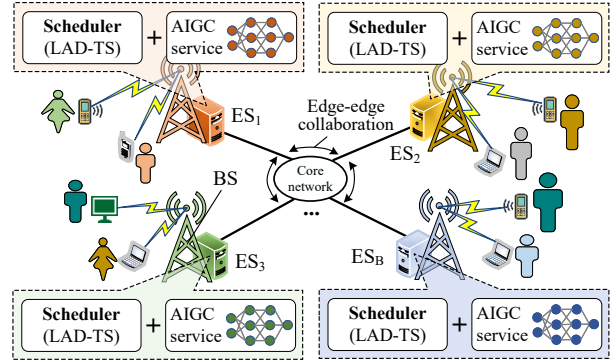 Scheduler
(LAD-TS)
+
AIGC
service
Scheduler
(LAD-TS)
+
AIGC
service
ES1
Edge-edge
collaboration
ES2
Core
network
BS
...
ES3
ESB
Scheduler
(LAD-TS)
+
AIGC
service
Scheduler
(LAD-TS)
+
AIGC
service